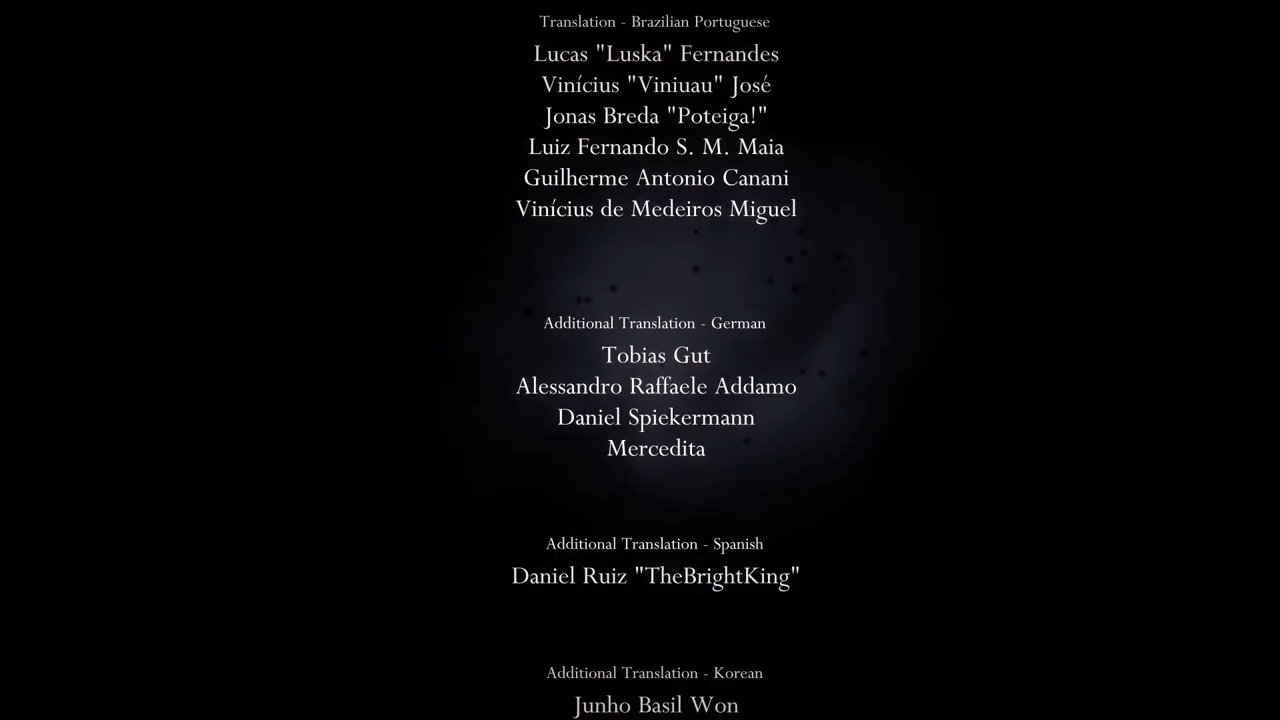 Translation - Brazilian Portuguese
Lucas "Luska" Fernandes
Vinícius "Viniuau" José
Jonas Breda "Poteiga!"
Luiz Fernando S. M. Maia
Guilherme Antonio Canani
Vinícius de Medeiros Miguel
Additional Translation - German
Tobias Gut
Alessandro Raffaele Addamo
Daniel Spiekermann
Mercedita
Additional Translation - Spanish
Daniel Ruiz "TheBrightKing"
Additional Translation - Korean
Junho Basil Won